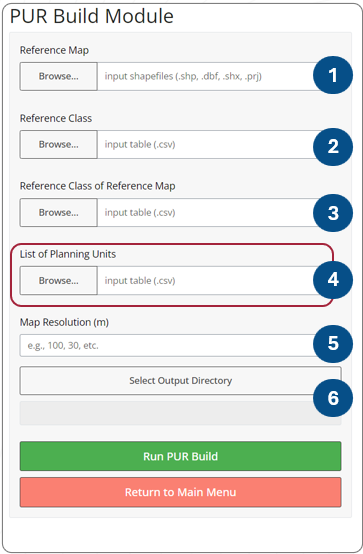 PUR Build Module
Reference Map
Browse... input shapefiles (.shp, .dbf, .shx, .prj) 1
Reference Class
Browse... input table (.csv) 2
Reference Class of Reference Map
Browse... input table (.csv) 3
List of Planning Units
Browse... input table (.csv) 4
Map Resolution (m)
e.g., 100, 30, etc. 5
Select Output Directory
6
Run PUR Build
Return to Main Menu